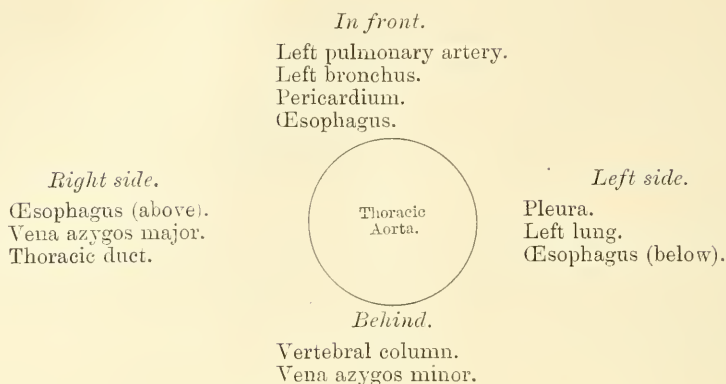 In front.
Left pulmonary artery.
Left bronchus.
Pericardium.
Œsophagus.
Right side.
Œsophagus (above).
Vena azygos major.
Thoracic duct.
Thoracic
Aorta.
Left side.
Pleura.
Left lung.
Œsophagus (below).
Behind.
Vertebral column.
Vena azygos minor.